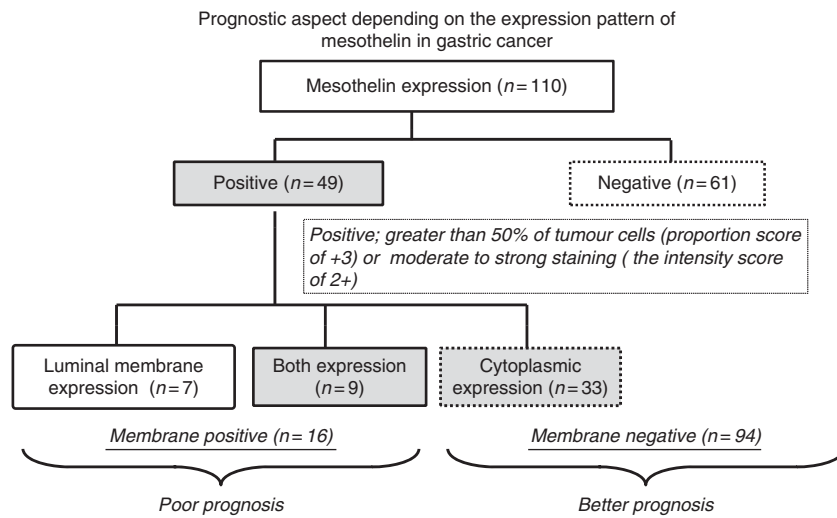 Prognostic aspect depending on the expression pattern of
mesothelin in gastric cancer
Mesothelin expression (n=110)
Positive (n=49)
Negative (n=61)
Positive; greater than 50% of tumour cells (proportion score
of +3) or moderate to strong staining ( the intensity score
of 2+)
Luminal membrane
expression (n=7)
Both expression
(n=9)
Cytoplasmic
expression (n=33)
Membrane positive (n=16)
Membrane negative (n=94)
Poor prognosis
Better prognosis